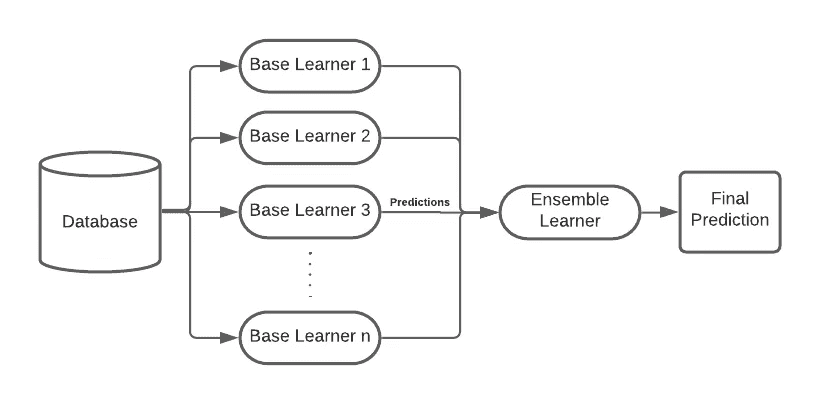 Base Learner 1
Base Learner 2
Database
Base Learner 3
Predictions
Ensemble
Learner
Final
Prediction
Base Learner n